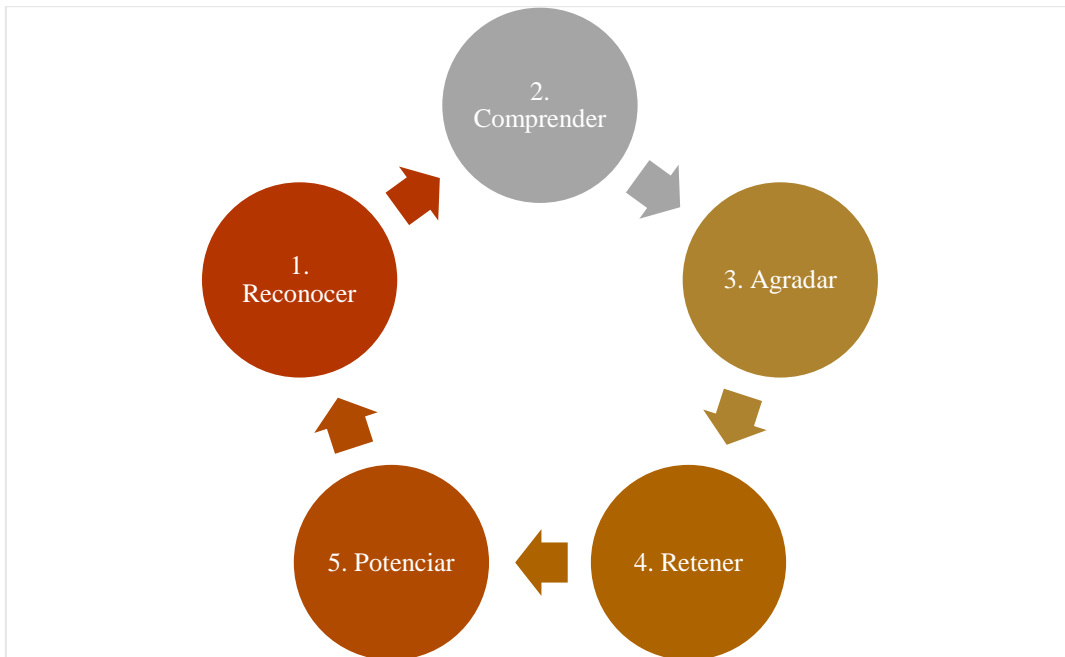 2.
Comprender
1.
Reconocer
3. Agradar
5. Potenciar
4. Retener